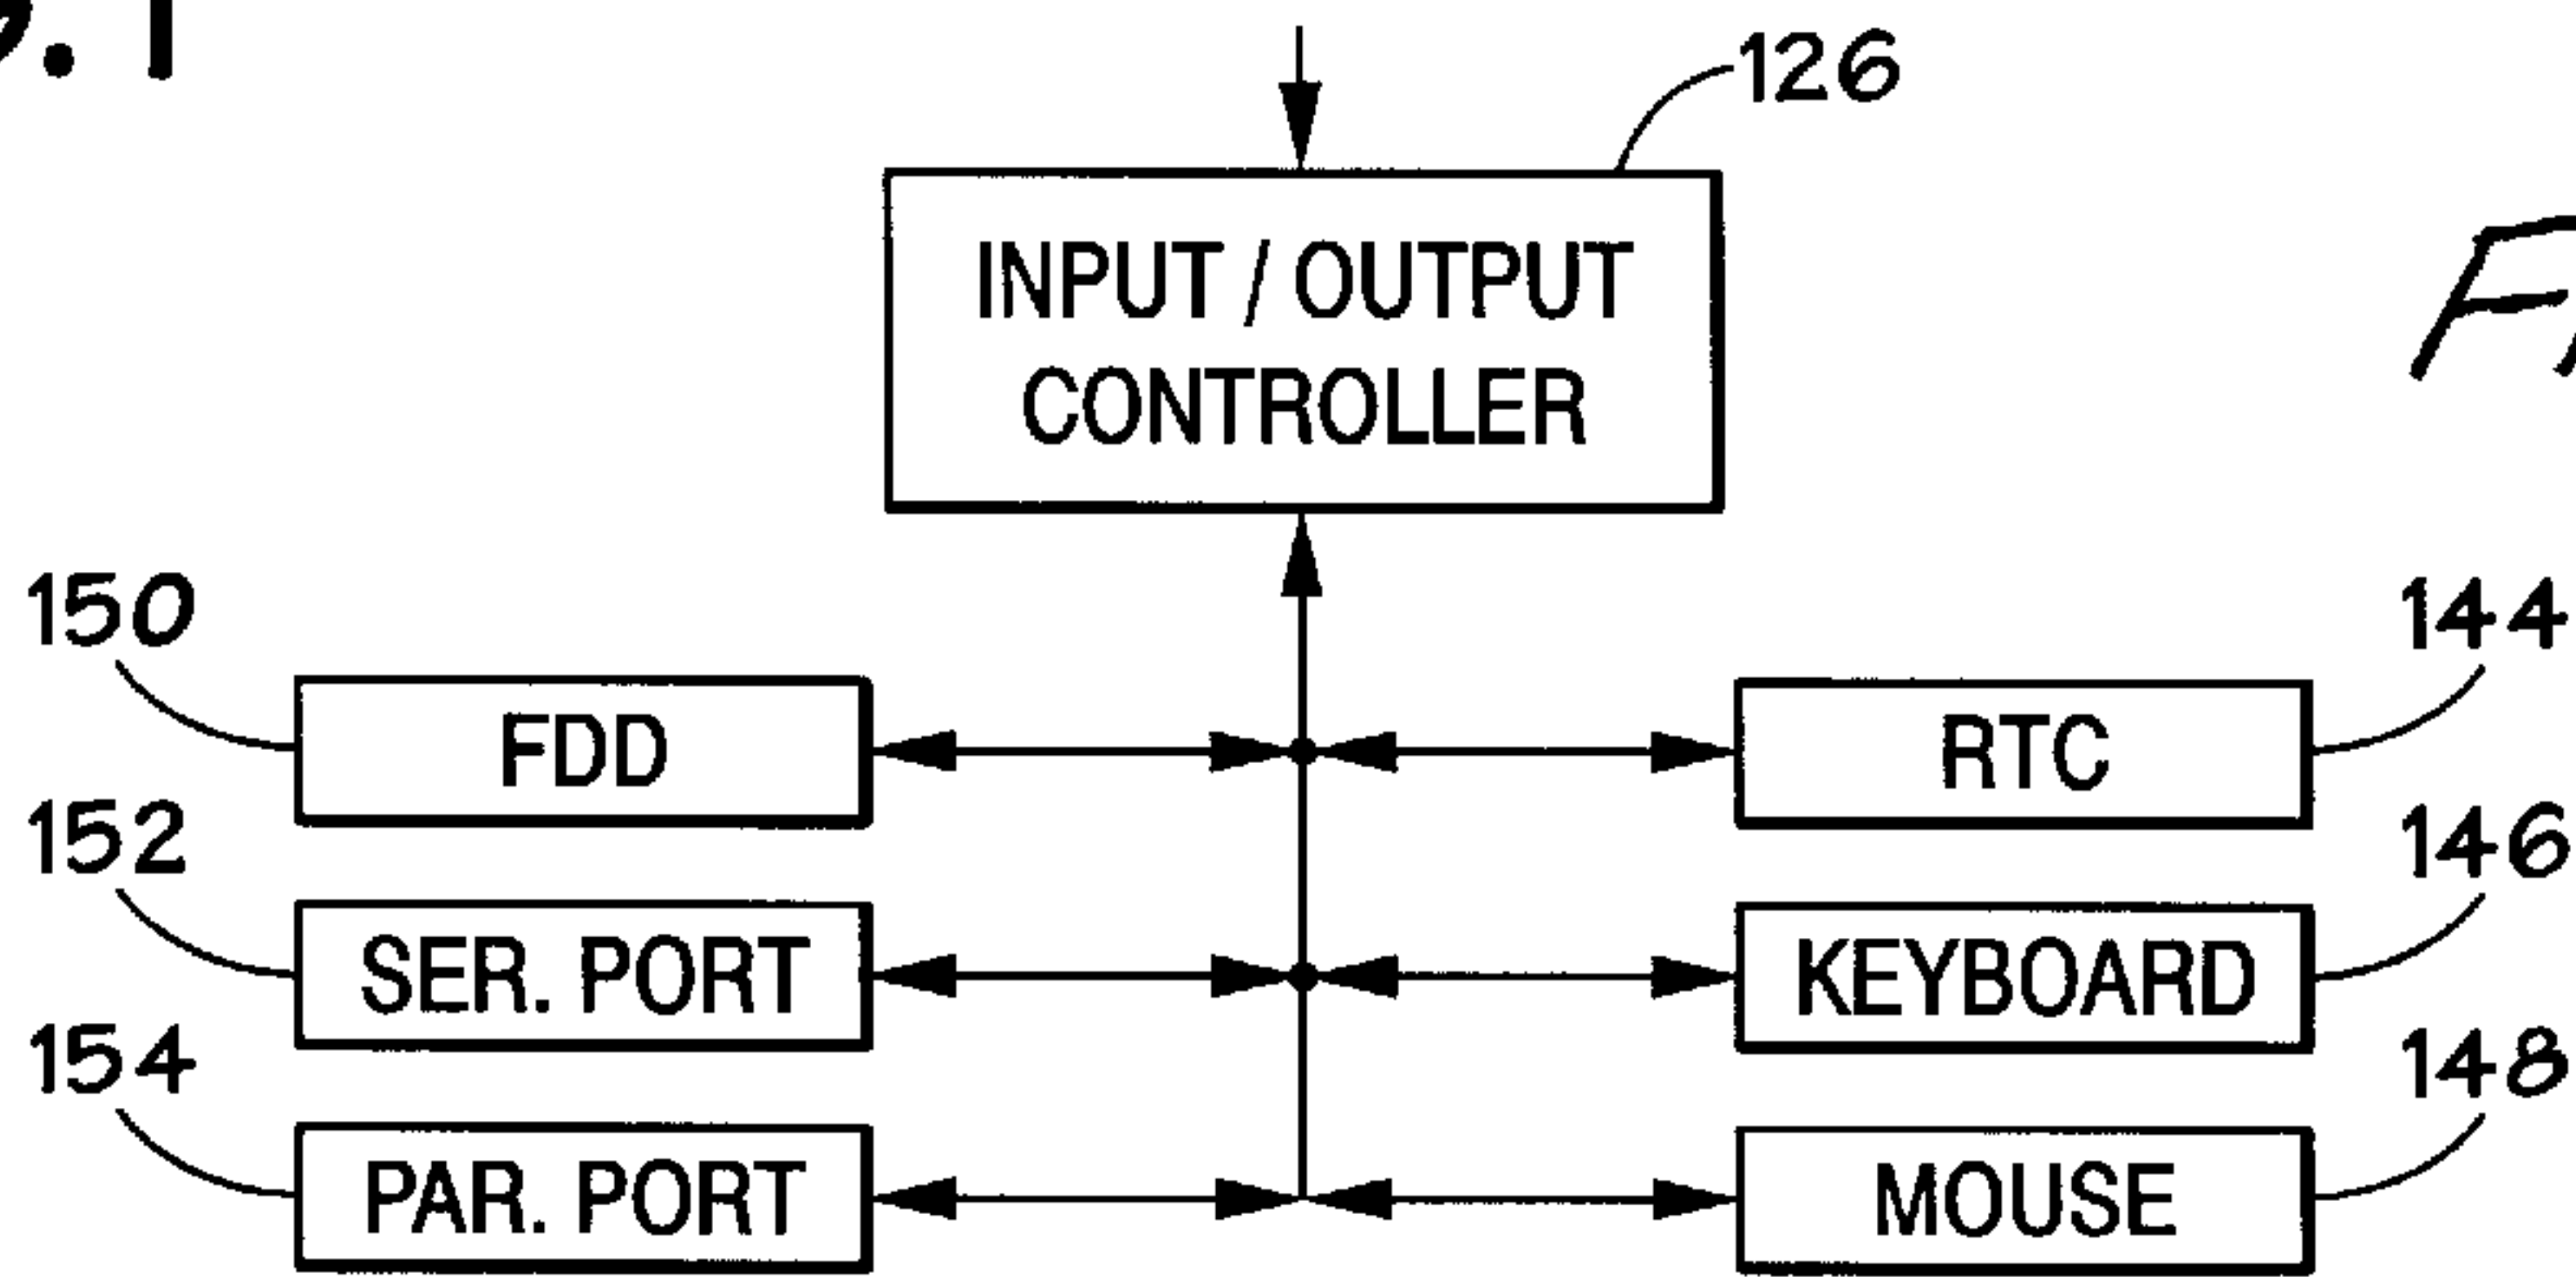 126
INPUT / OUTPUT
CONTROLLER
150
144
FDD
RTC
152
146
SER. PORT
KEYBOARD
154
148
PAR. PORT
MOUSE